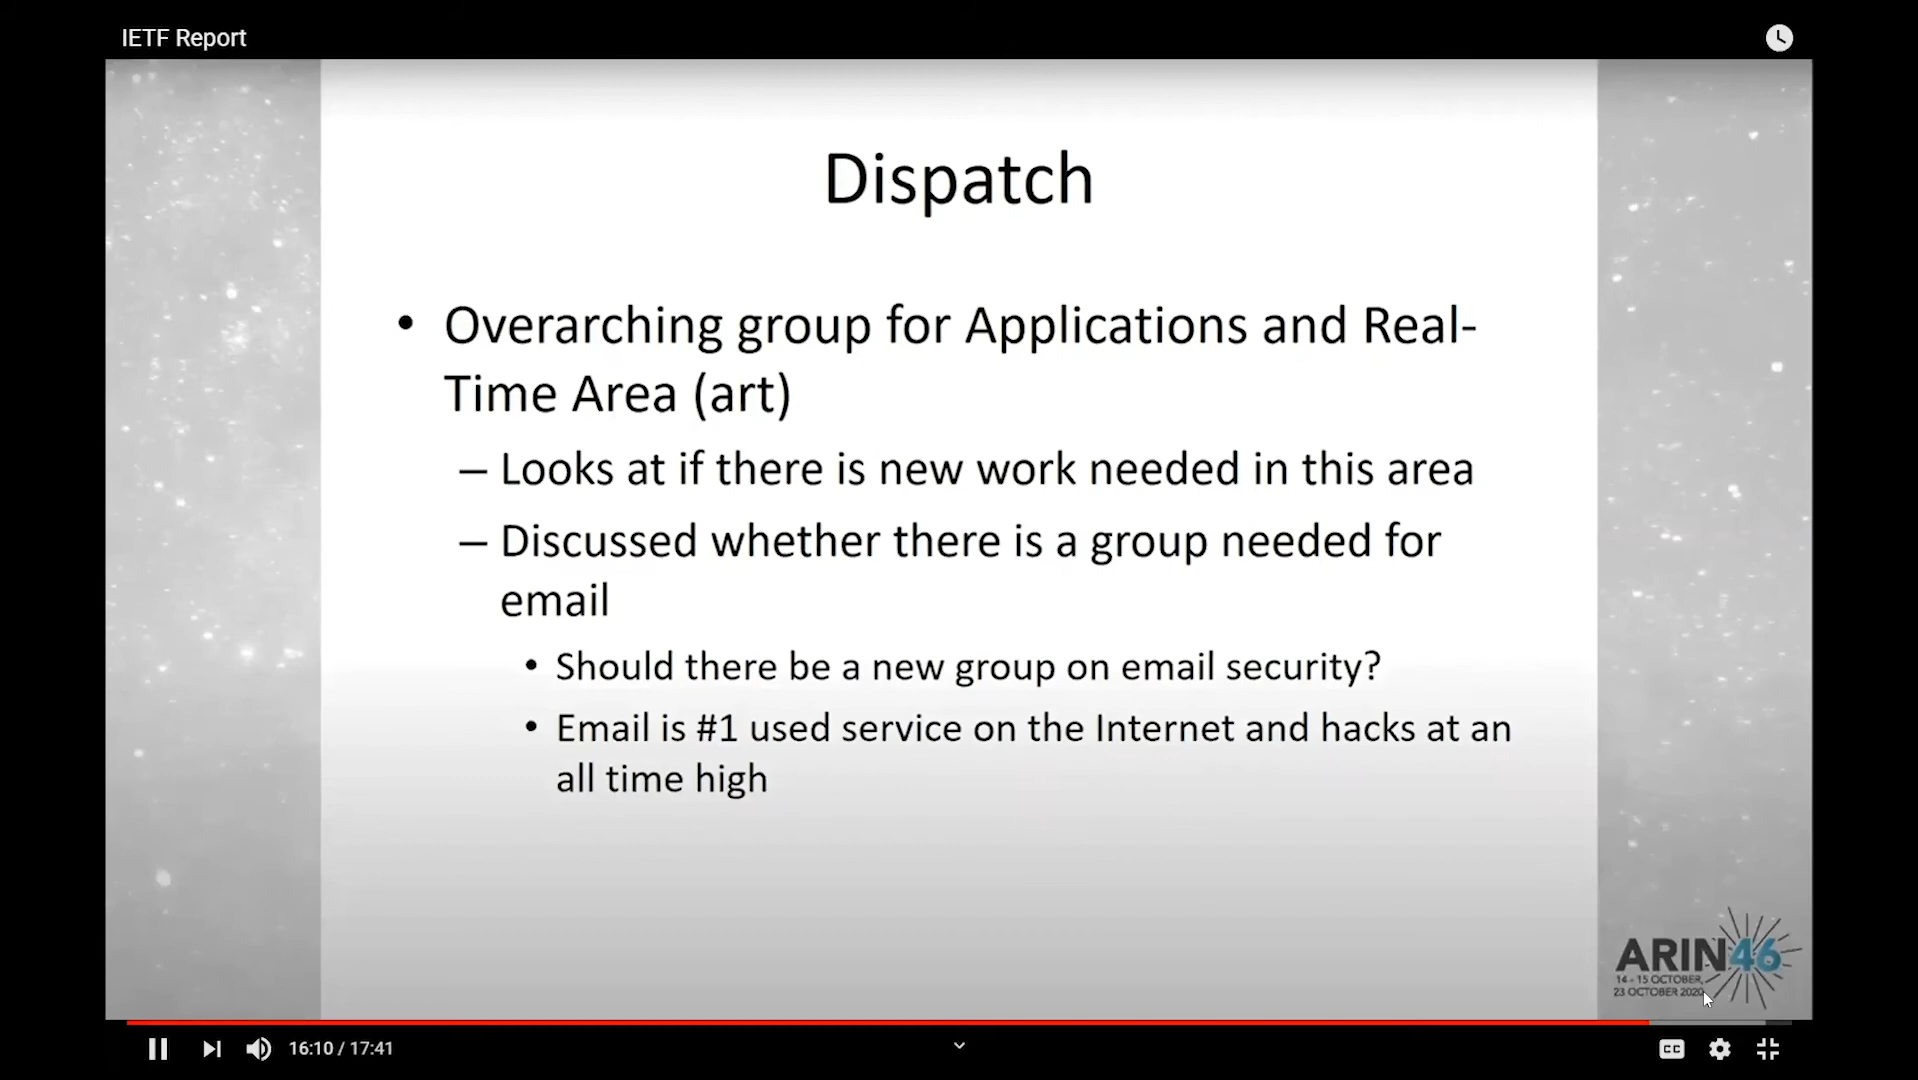 IETF Report
Dispatch
• Overarching group for Applications and Real-
Time Area (art)
– Looks at if there is new work needed in this area
– Discussed whether there is a group needed for
email
• Should there be a new group on email security?
• Email is #1 used service on the Internet and hacks at an
all time high
ARIN46
14 - 15 OCTOBER,
23 OCTOBER 2020
16:10 / 17:41
CC